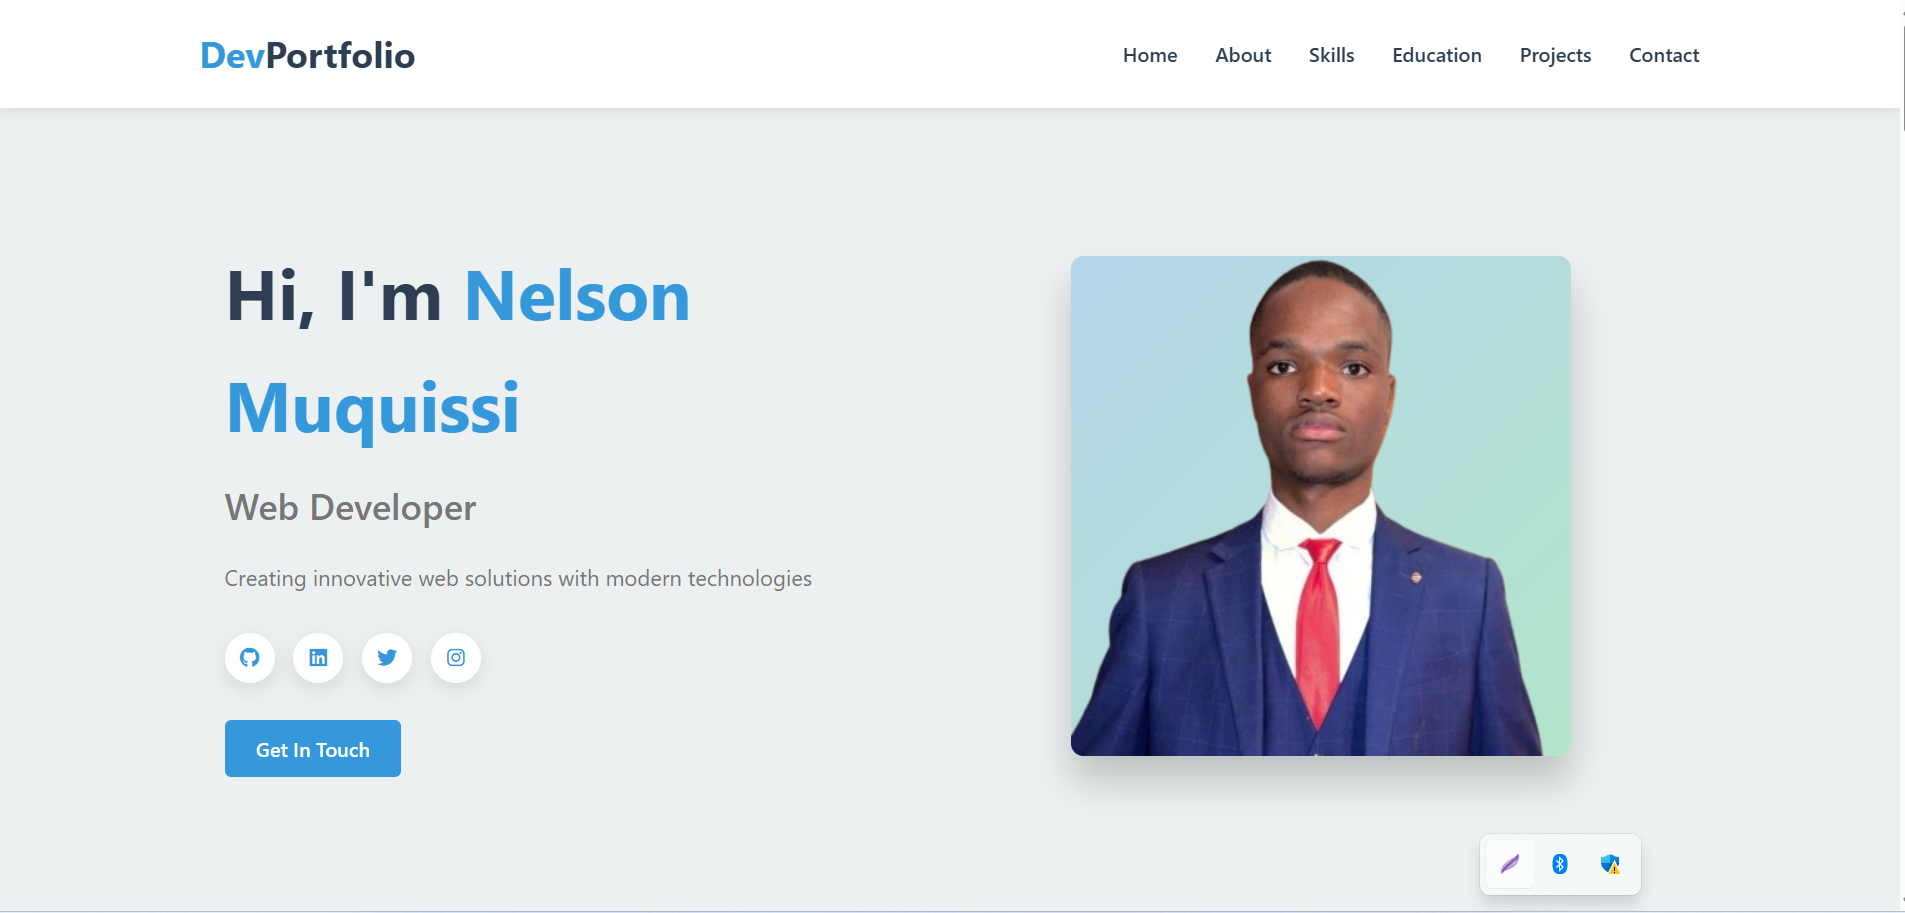 DevPortfolio
Home About Skills Education Projects Contact
Hi, I'm Nelson
Muquissi
Web Developer
Creating innovative web solutions with modern technologies
Get In Touch